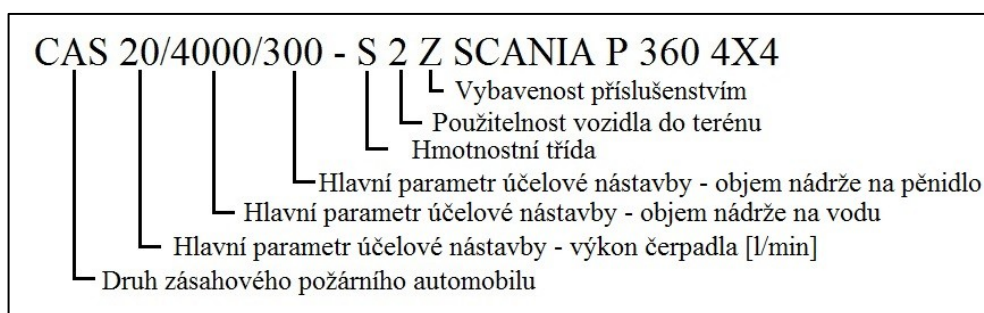 CAS 20/4000/300 - S 2 Z SCANIA P 360 4X4
Vybavenost příslušenstvím
Použitelnost vozidla do terénu
Hmotnostní třída
Hlavní parametr účelové nástavby - objem nádrže na pěnidlo
Hlavní parametr účelové nástavby - objem nádrže na vodu
Hlavní parametr účelové nástavby - výkon čerpadla [l/min]
Druh zásahového požárního automobilu